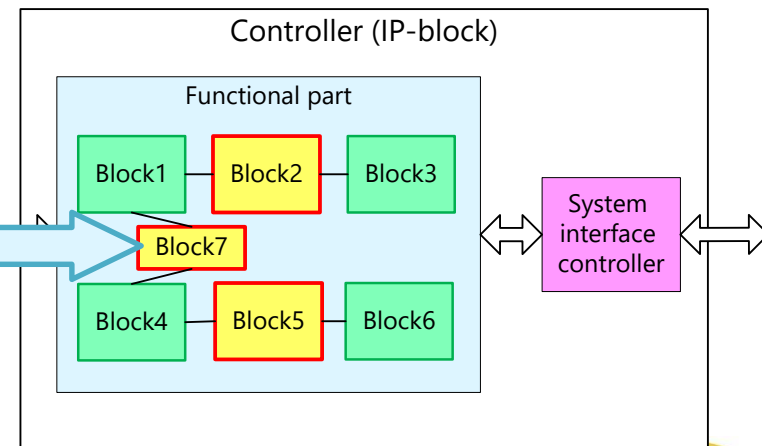 Controller (IP-block)
Functional part
Block1
Block2
Block3
Block7
Block4
Block5
Block6
System
interface
controller